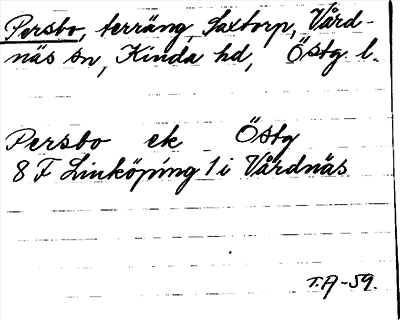 Persbo, terräng, Saxtorp, Vård-
näs sn, Kinda hd, Östg. l.
Persbo ek Östg
8 F Linköping 1 i Vårdnäs
T.A-59.